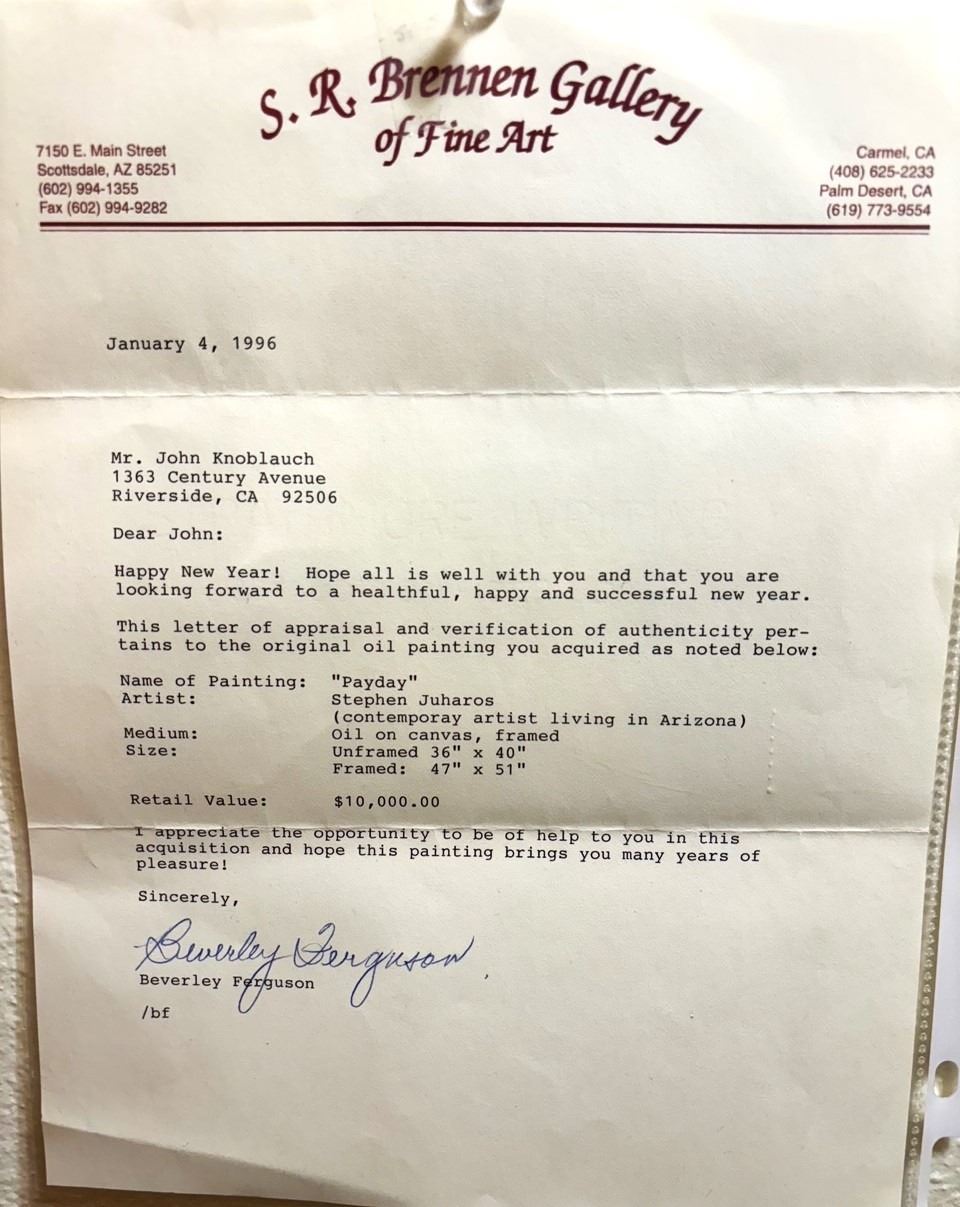 S. R. Brennen Gallery
of Fine Art
7150 E. Main Street
Scottsdale, AZ 85251
(602) 994-1355
Fax (602) 994-9282
Carmel, CA
(408) 625-2233
Palm Desert, CA
(619) 773-9554
January 4, 1996
Mr. John Knoblauch
1363 Century Avenue
Riverside, CA  92506
Dear John:
Happy New Year!  Hope all is well with you and that you are
looking forward to a healthful, happy and successful new year.
This letter of appraisal and verification of authenticity per-
tains to the original oil painting you acquired as noted below:
Name of Painting:  "Payday"
Artist:  Stephen Juharos
(contemporay artist living in Arizona)
Medium:  Oil on canvas, framed
Size:  Unframed 36" x 40"
Framed:  47" x 51"
Retail Value:  $10,000.00
I appreciate the opportunity to be of help to you in this
acquisition and hope this painting brings you many years of
pleasure!
Sincerely,
Beverley Ferguson
Beverley Ferguson
/bf